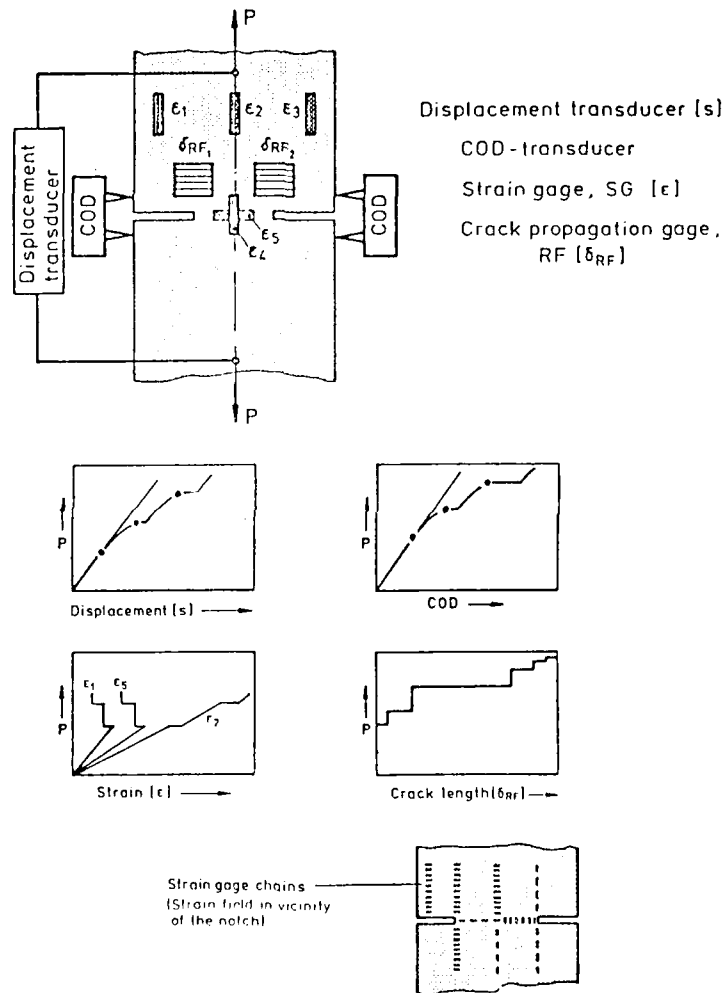 P
ε1
ε2
ε3
δRF1
δRF2
Displacement transducer
COD
COD
ε5
ε4
P
Displacement transducer [s]
COD-transducer
Strain gage, SG [ε]
Crack propagation gage,
RF [δRF]
P
Displacement [s]
P
COD
ε1
ε5
P
Strain [ε]
P
Crack length [δRF]
Strain gage chains
(Strain field in vicinity
of the notch)